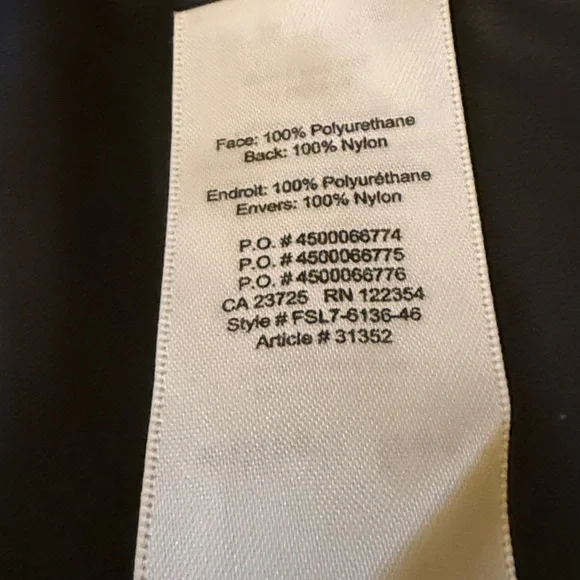 Face: 100% Polyurethane
Back: 100% Nylon
Endroit: 100% Polyuréthane
Envers: 100% Nylon
P.O. # 4500066774
P.O. # 4500066775
P.O. # 4500066776
CA 23725 RN 122354
Style # FSL7-6136-46
Article # 31352